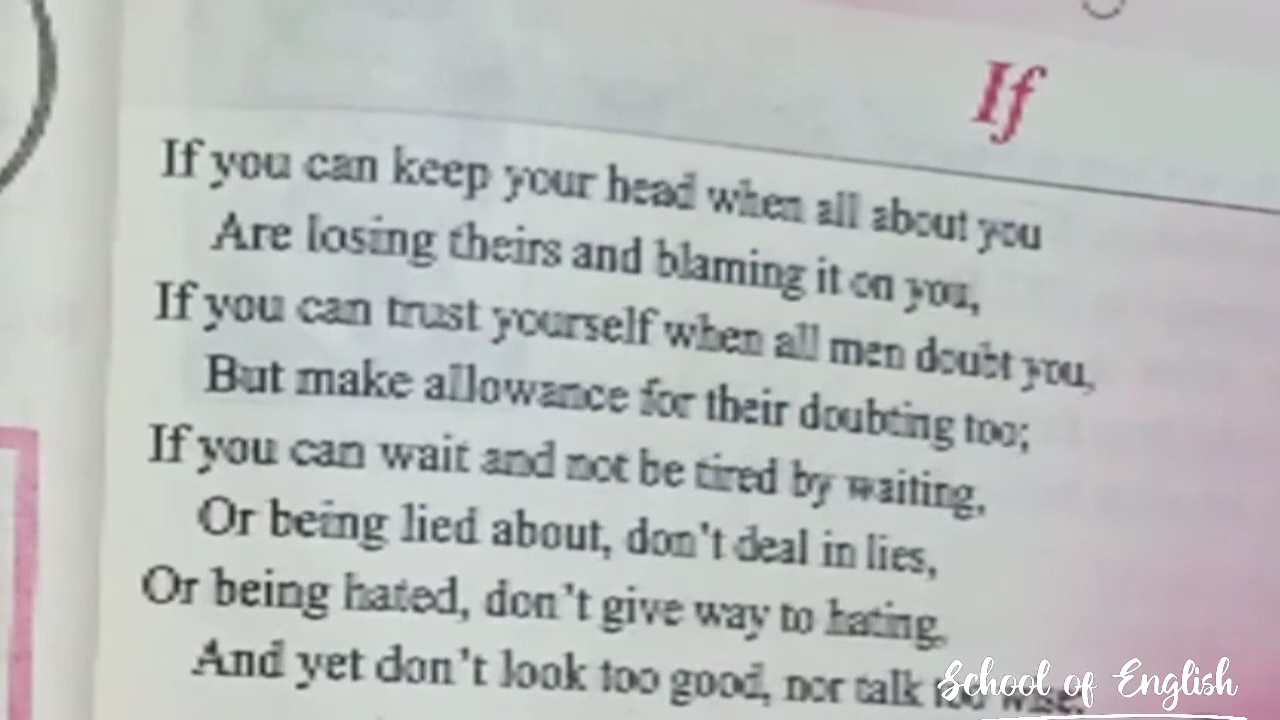 If
If you can keep your head when all about you
Are losing theirs and blaming it on you,
If you can trust yourself when all men doubt you,
But make allowance for their doubting too;
If you can wait and not be tired by waiting,
Or being lied about, don't deal in lies,
Or being hated, don't give way to hating,
And yet don't look too good, nor talk too wise:
School of English